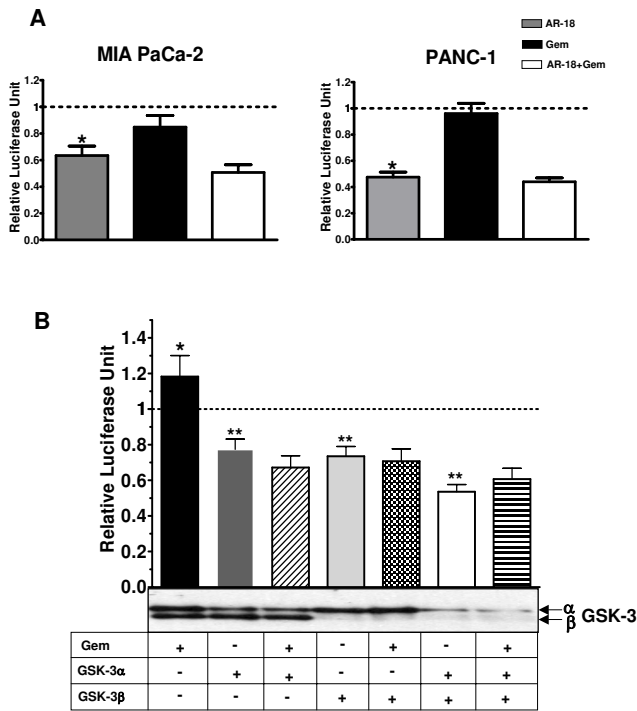 A
AR-18
Gem
AR-18+Gem
MIA PaCa-2
PANC-1
Relative Luciferase Unit
1.2
1
0.8
0.6
0.4
0.2
0.0
*
Relative Luciferase Unit
1.2
1
0.8
0.6
0.4
0.2
0.0
*
B
Relative Luciferase Unit
1.4
1.2
1
0.8
0.6
0.4
0.2
0.0
*
**
**
**
α
β GSK-3
Gem + - + - + - +
GSK-3α - + + - - + +
GSK-3β - - - + + + +